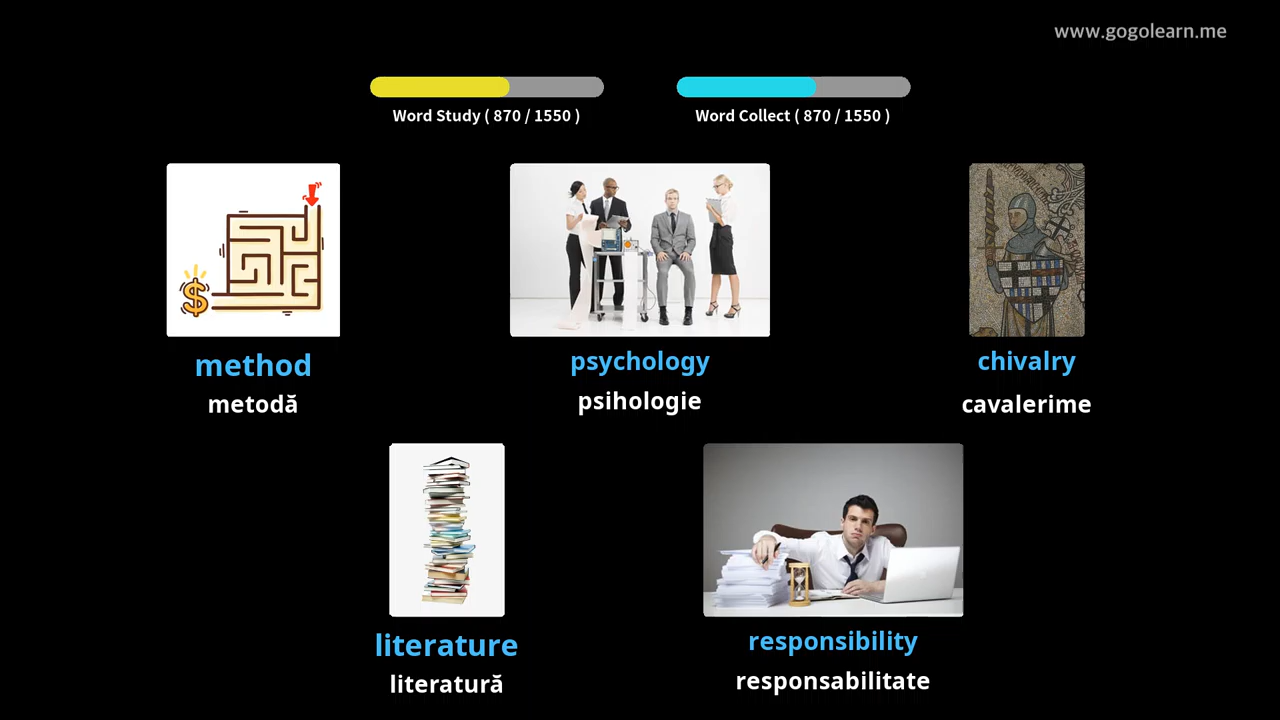 www.gogolearn.me
Word Study ( 870 / 1550 )
Word Collect ( 870 / 1550 )
method
metodă
psychology
psihologie
chivalry
cavalerime
literature
literatură
responsibility
responsabilitate